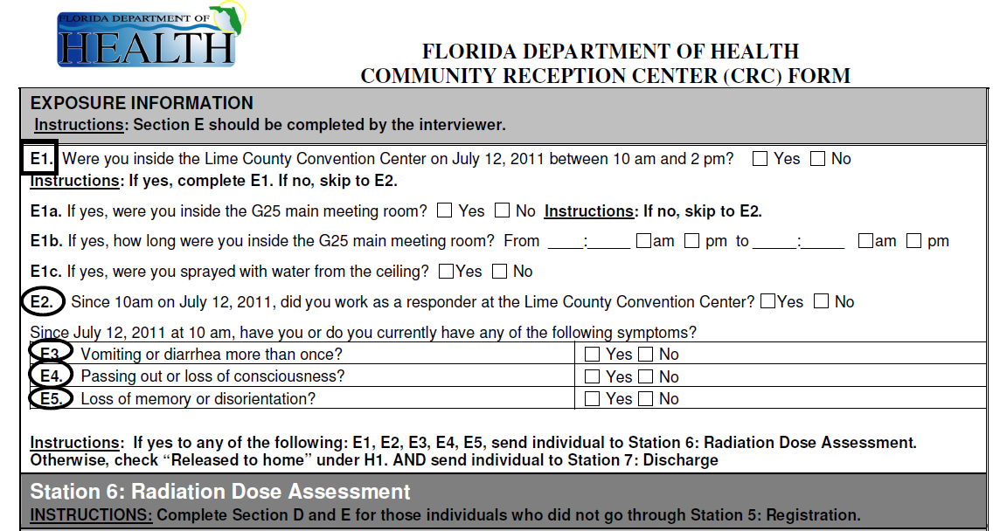 FLORIDA DEPARTMENT OF
HEALTH
FLORIDA DEPARTMENT OF HEALTH
COMMUNITY RECEPTION CENTER (CRC) FORM
EXPOSURE INFORMATION
Instructions: Section E should be completed by the interviewer.
E1. Were you inside the Lime County Convention Center on July 12, 2011 between 10 am and 2 pm? ☐ Yes ☐ No
Instructions: If yes, complete E1. If no, skip to E2.
E1a. If yes, were you inside the G25 main meeting room? ☐ Yes ☐ No Instructions: If no, skip to E2.
E1b. If yes, how long were you inside the G25 main meeting room? From ____:_____ ☐am ☐ pm to _____:_____ ☐am ☐ pm
E1c. If yes, were you sprayed with water from the ceiling? ☐Yes ☐ No
E2. Since 10am on July 12, 2011, did you work as a responder at the Lime County Convention Center? ☐Yes ☐ No
Since July 12, 2011 at 10 am, have you or do you currently have any of the following symptoms?
E3. Vomiting or diarrhea more than once? ☐ Yes ☐ No
E4. Passing out or loss of consciousness? ☐ Yes ☐ No
E5. Loss of memory or disorientation? ☐ Yes ☐ No
Instructions: If yes to any of the following: E1, E2, E3, E4, E5, send individual to Station 6: Radiation Dose Assessment.
Otherwise, check “Released to home” under H1. AND send individual to Station 7: Discharge
Station 6: Radiation Dose Assessment
INSTRUCTIONS: Complete Section D and E for those individuals who did not go through Station 5: Registration.